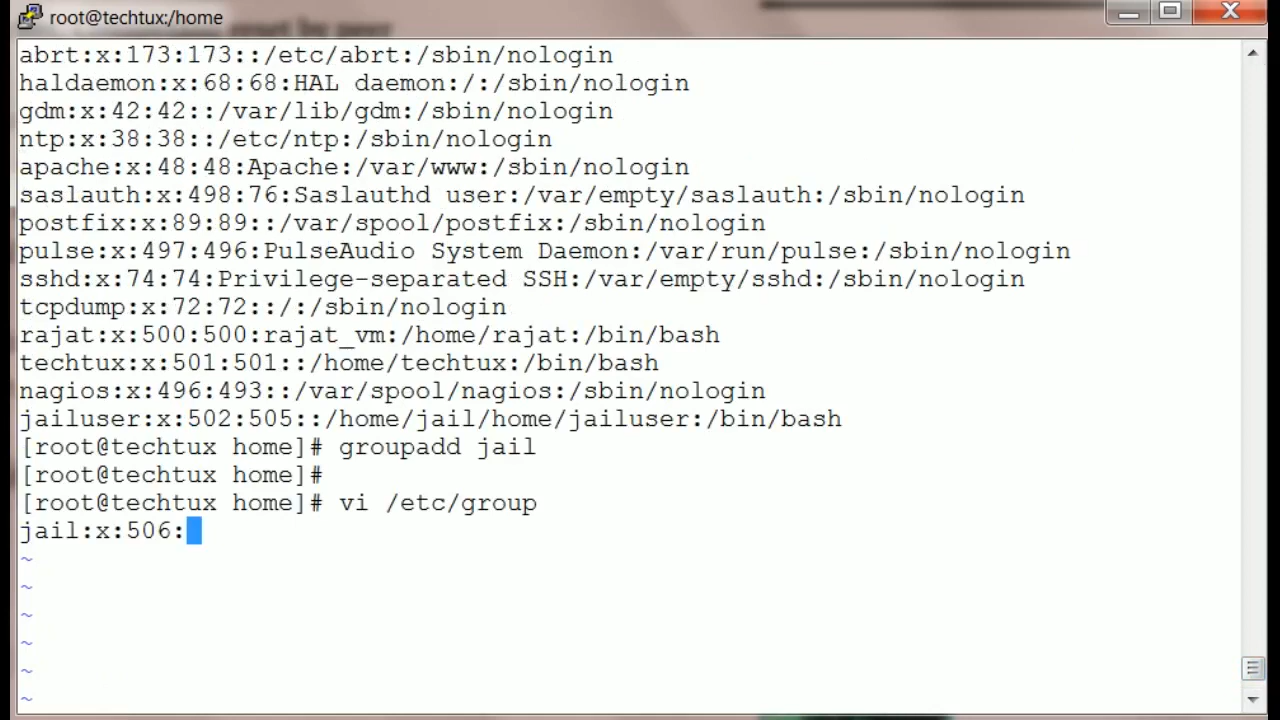 root@techtux:/home
abrt:x:173:173::/etc/abrt:/sbin/nologin
haldaemon:x:68:68:HAL daemon:/:/sbin/nologin
gdm:x:42:42::/var/lib/gdm:/sbin/nologin
ntp:x:38:38::/etc/ntp:/sbin/nologin
apache:x:48:48:Apache:/var/www:/sbin/nologin
saslauth:x:498:76:Saslauthd user:/var/empty/saslauth:/sbin/nologin
postfix:x:89:89::/var/spool/postfix:/sbin/nologin
pulse:x:497:496:PulseAudio System Daemon:/var/run/pulse:/sbin/nologin
sshd:x:74:74:Privilege-separated SSH:/var/empty/sshd:/sbin/nologin
tcpdump:x:72:72::/:/sbin/nologin
rajat:x:500:500:rajat_vm:/home/rajat:/bin/bash
techtux:x:501:501::/home/techtux:/bin/bash
nagios:x:496:493::/var/spool/nagios:/sbin/nologin
jailuser:x:502:505::/home/jail/home/jailuser:/bin/bash
[root@techtux home]# groupadd jail
[root@techtux home]#
[root@techtux home]# vi /etc/group
jail:x:506:
~
~
~
~
~
~